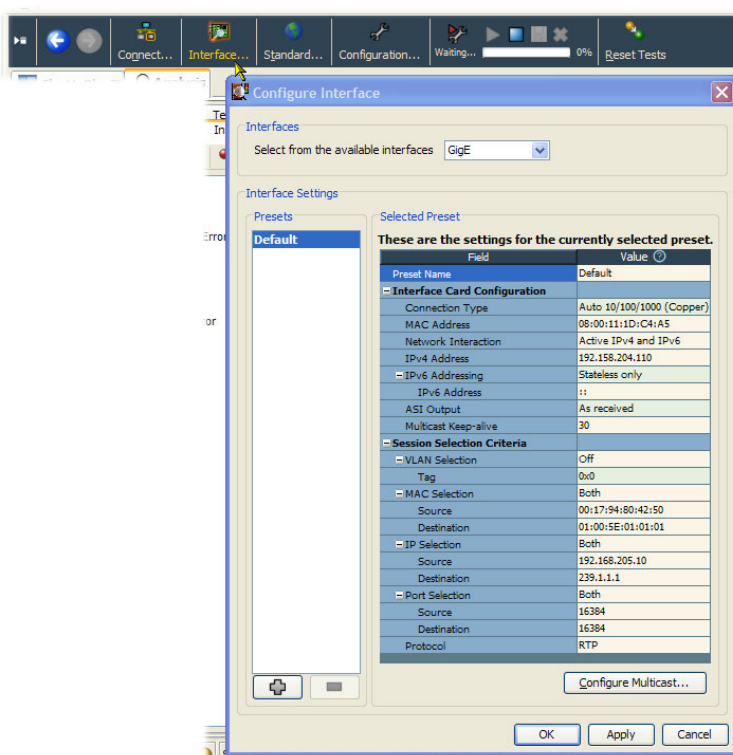 Connect...
Interface...
Standard...
Configuration...
Waiting...
0%
Reset Tests
Te
In
Error
or
Configure Interface
Interfaces
Select from the available interfaces GigE
Interface Settings
Presets
Default
Selected Preset
These are the settings for the currently selected preset.
Field Value
Preset Name Default
Interface Card Configuration
Connection Type Auto 10/100/1000 (Copper)
MAC Address 08:00:11:1D:C4:A5
Network Interaction Active IPv4 and IPv6
IPv4 Address 192.158.204.110
IPv6 Addressing Stateless only
IPv6 Address ::
ASI Output As received
Multicast Keep-alive 30
Session Selection Criteria
VLAN Selection Off
Tag 0x0
MAC Selection Both
Source 00:17:94:80:42:50
Destination 01:00:5E:01:01:01
IP Selection Both
Source 192.168.205.10
Destination 239.1.1.1
Port Selection Both
Source 16384
Destination 16384
Protocol RTP
Configure Multicast...
OK Apply Cancel